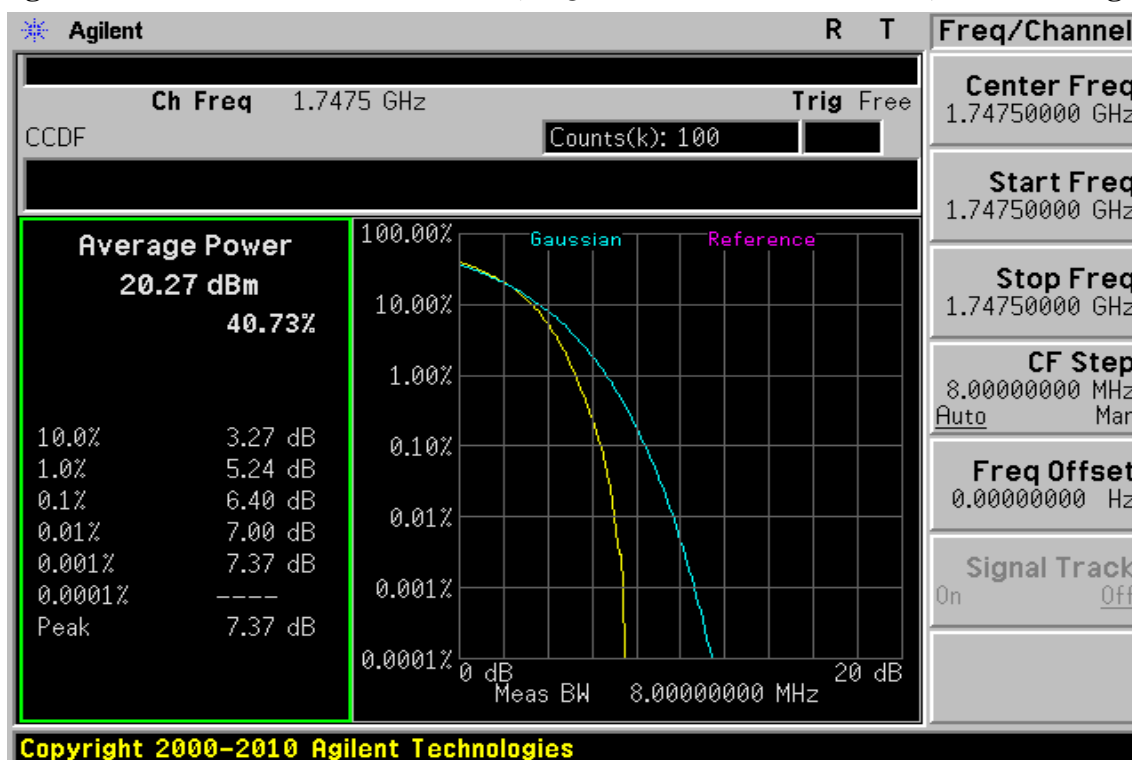 Agilent R T
Freq/Channel
Ch Freq 1.7475 GHz Trig Free
CCDF Counts(k): 100
Average Power
20.27 dBm
40.73%
10.0% 3.27 dB
1.0% 5.24 dB
0.1% 6.40 dB
0.01% 7.00 dB
0.001% 7.37 dB
0.0001% ----
Peak 7.37 dB
Gaussian Reference
100.00%
10.00%
1.00%
0.10%
0.01%
0.001%
0.0001%
0 dB 20 dB
Meas BW 8.00000000 MHz
Center Freq
1.74750000 GHz
Start Freq
1.74750000 GHz
Stop Freq
1.74750000 GHz
CF Step
8.00000000 MHz
Auto Man
Freq Offset
0.00000000 Hz
Signal Track
On Off
Copyright 2000-2010 Agilent Technologies